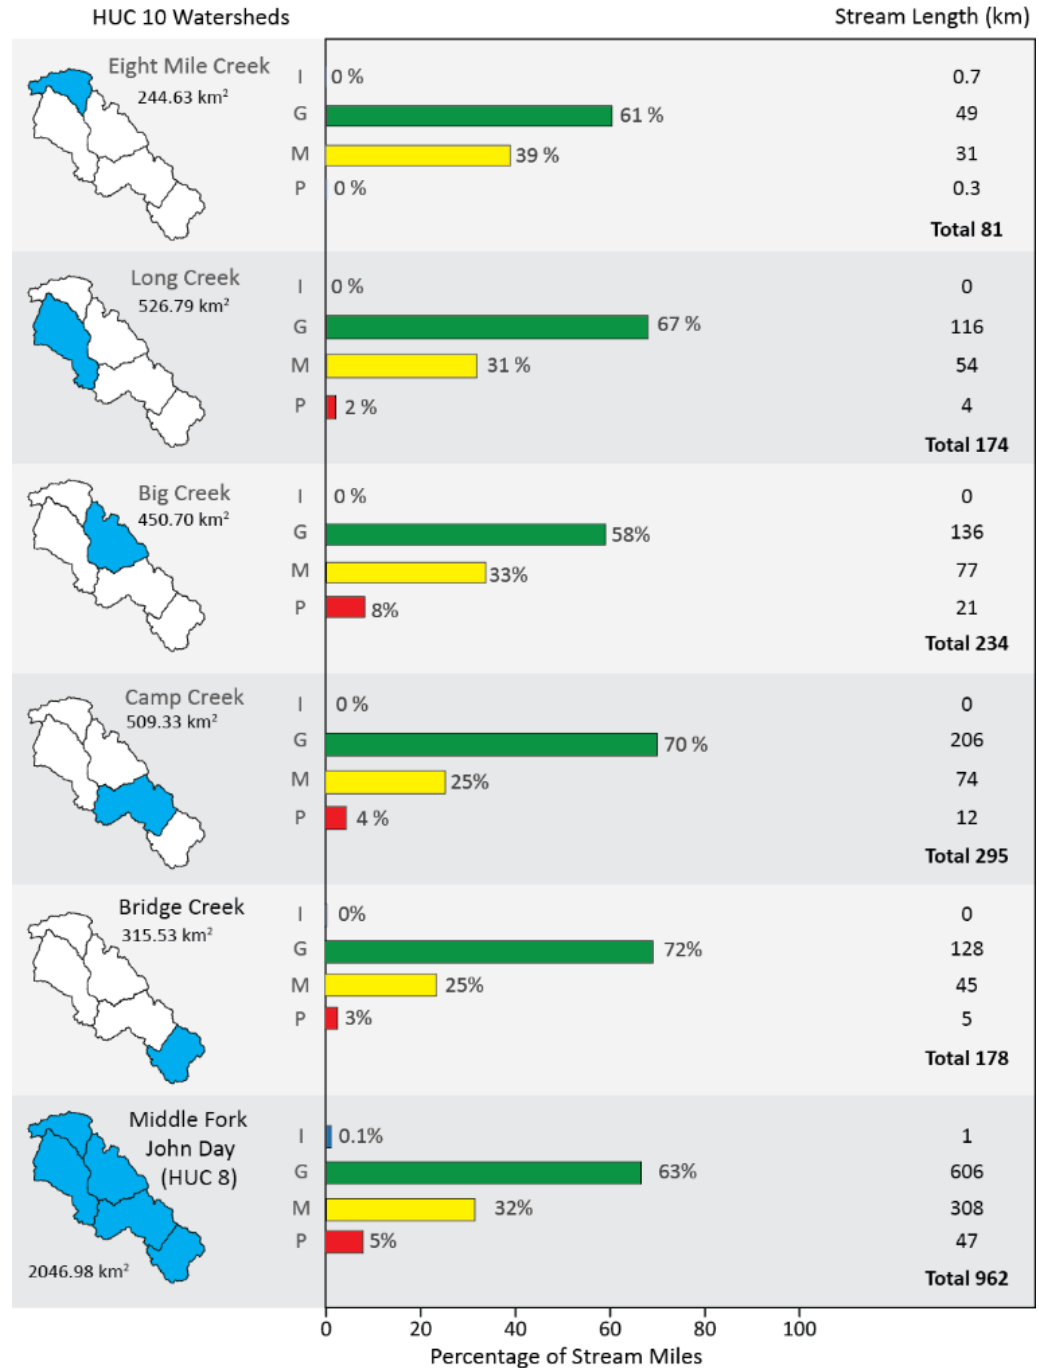 HUC 10 Watersheds Stream Length (km)
Eight Mile Creek
244.63 km²
I 0 % 0.7
G 61 % 49
M 39 % 31
P 0 % 0.3
Total 81
Long Creek
526.79 km²
I 0 % 0
G 67 % 116
M 31 % 54
P 2 % 4
Total 174
Big Creek
450.70 km²
I 0 % 0
G 58% 136
M 33% 77
P 8% 21
Total 234
Camp Creek
509.33 km²
I 0 % 0
G 70 % 206
M 25% 74
P 4 % 12
Total 295
Bridge Creek
315.53 km²
I 0% 0
G 72% 128
M 25% 45
P 3% 5
Total 178
Middle Fork
John Day
(HUC 8)
2046.98 km²
I 0.1% 1
G 63% 606
M 32% 308
P 5% 47
Total 962
0 20 40 60 80 100
Percentage of Stream Miles